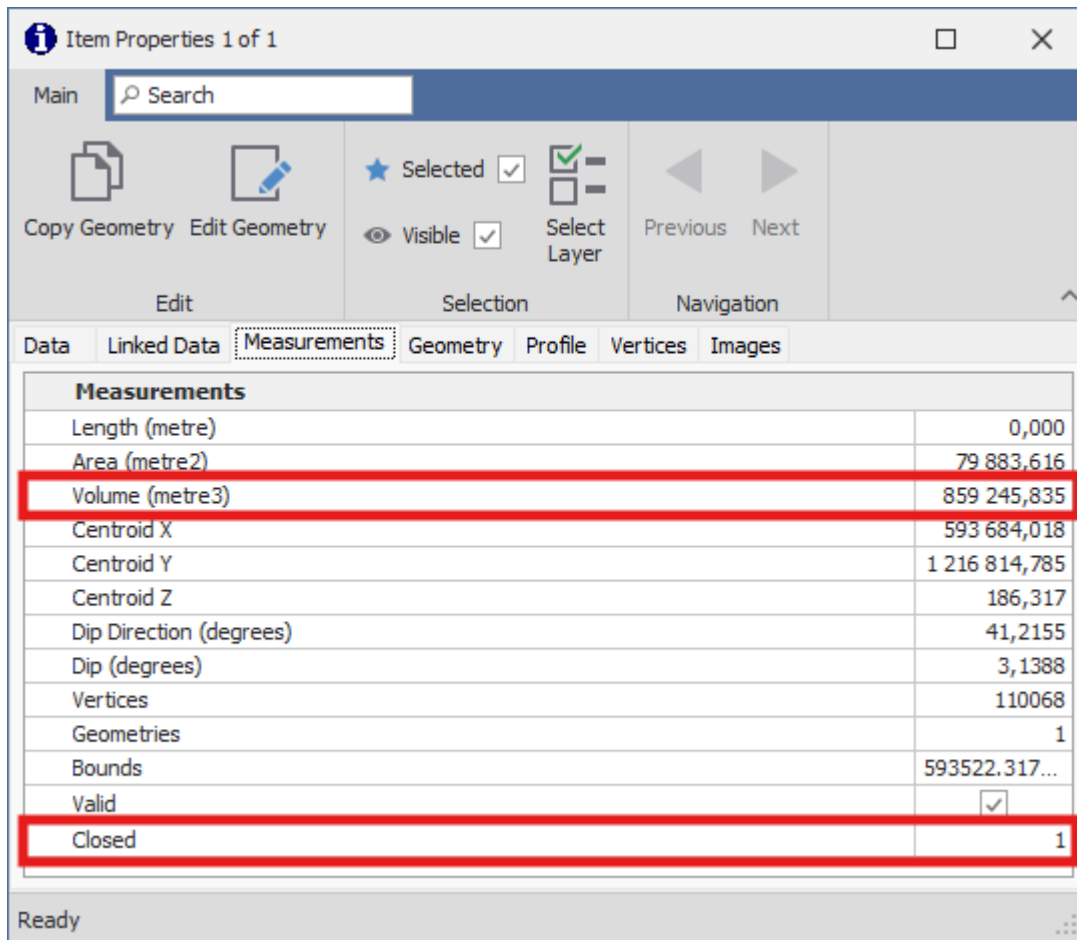 Item Properties 1 of 1
Main Search
Copy Geometry Edit Geometry Selected Visible Select Layer Previous Next
Edit Selection Navigation
Data Linked Data Measurements Geometry Profile Vertices Images
Measurements
Length (metre) 0,000
Area (metre2) 79 883,616
Volume (metre3) 859 245,835
Centroid X 593 684,018
Centroid Y 1 216 814,785
Centroid Z 186,317
Dip Direction (degrees) 41,2155
Dip (degrees) 3,1388
Vertices 110068
Geometries 1
Bounds 593522.317...
Valid
Closed 1
Ready